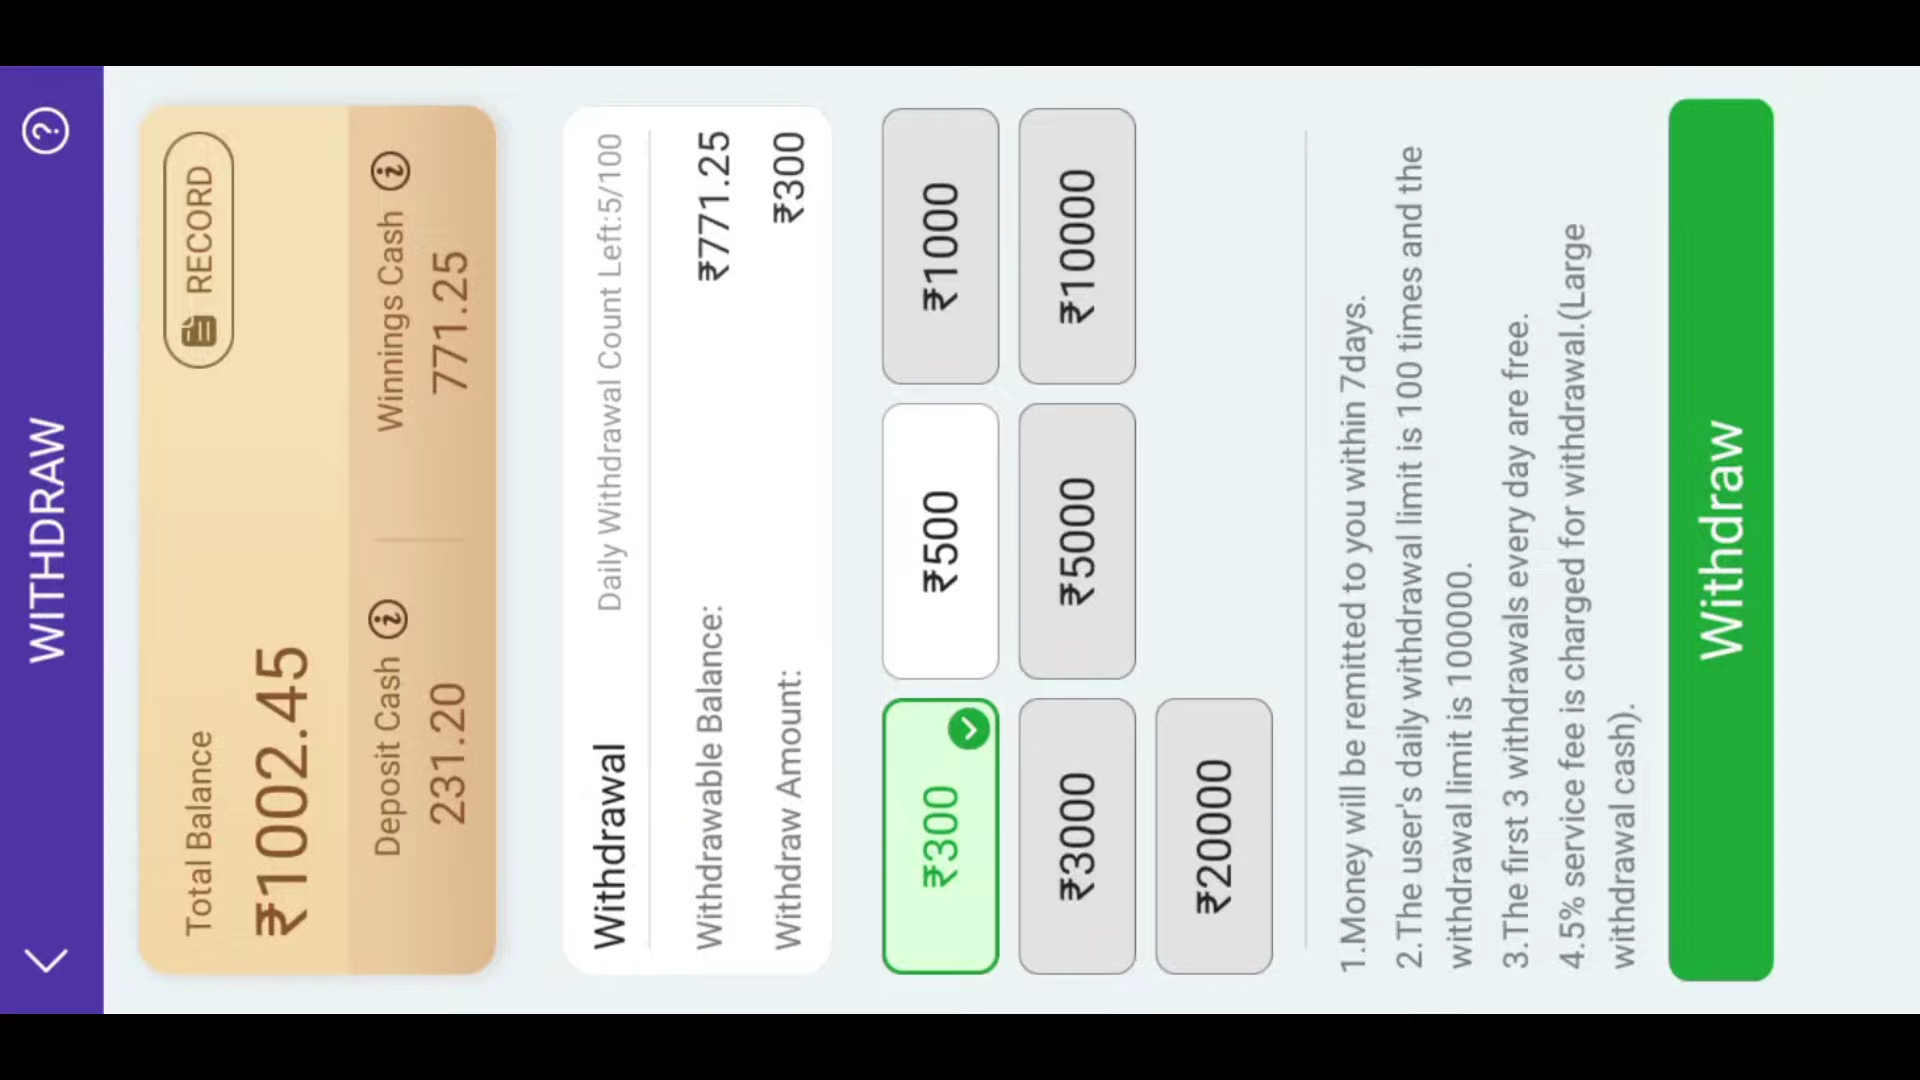 WITHDRAW
Total Balance
RECORD
₹1002.45
Deposit Cash
Winnings Cash
231.20
771.25
Withdrawal
Daily Withdrawal Count Left:5/100
Withdrawable Balance:
₹771.25
Withdraw Amount:
₹300
₹300
₹500
₹1000
₹3000
₹5000
₹10000
₹20000
1.Money will be remitted to you within 7days.
2.The user's daily withdrawal limit is 100 times and the
withdrawal limit is 100000.
3.The first 3 withdrawals every day are free.
4.5% service fee is charged for withdrawal.(Large
withdrawal cash).
Withdraw